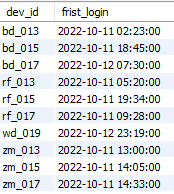 dev_id frist_login
bd_013 2022-10-11 02:23:00
bd_015 2022-10-11 18:45:00
bd_017 2022-10-12 07:30:00
rf_013 2022-10-11 05:20:00
rf_015 2022-10-11 19:34:00
rf_017 2022-10-11 09:28:00
wd_019 2022-10-12 23:19:00
zm_013 2022-10-11 13:00:00
zm_015 2022-10-11 14:05:00
zm_017 2022-10-11 14:33:00